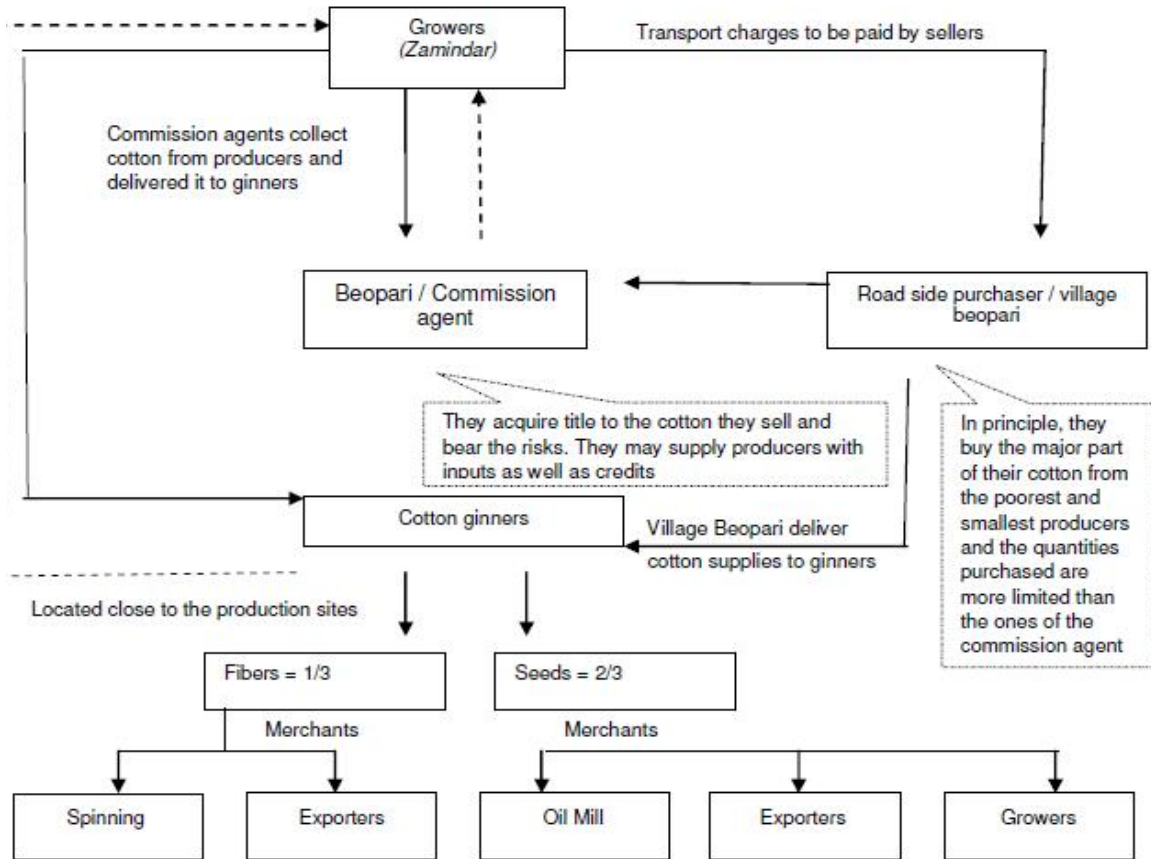 Growers
(Zamindar)
Transport charges to be paid by sellers
Commission agents collect
cotton from producers and
delivered it to ginners
Beopari / Commission
agent
Road side purchaser / village
beopari
They acquire title to the cotton they sell and
bear the risks. They may supply producers with
inputs as well as credits
In principle, they
buy the major part
of their cotton from
the poorest and
smallest producers
and the quantities
purchased are
more limited than
the ones of the
commission agent
Cotton ginners
Village Beopari deliver
cotton supplies to ginners
Located close to the production sites
Fibers = 1/3
Seeds = 2/3
Merchants
Merchants
Spinning
Exporters
Oil Mill
Exporters
Growers